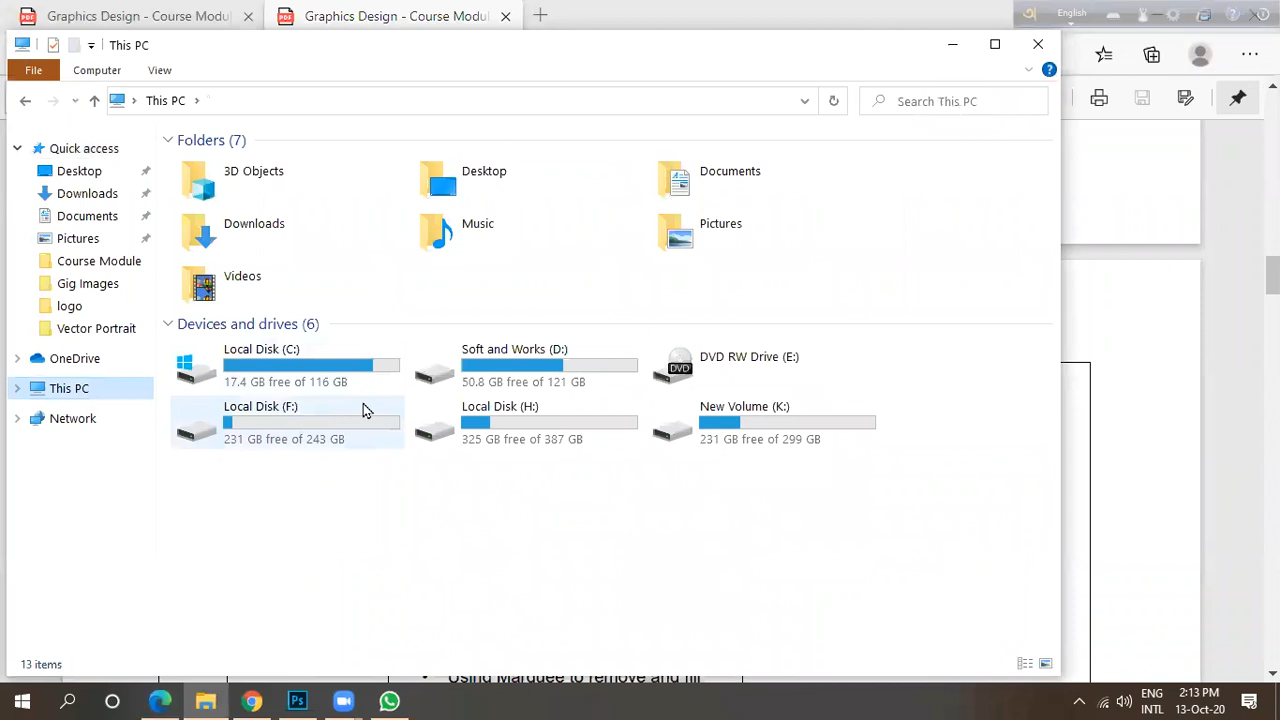 Graphics Design - Course Modul
Graphics Design - Course Modul
English
This PC
File
Computer
View
This PC
Search This PC
Folders (7)
Quick access
3D Objects
Desktop
Documents
Desktop
Downloads
Downloads
Music
Pictures
Documents
Pictures
Course Module
Videos
Gig Images
logo
Devices and drives (6)
Vector Portrait
Local Disk (C:)
Soft and Works (D:)
DVD RW Drive (E:)
OneDrive
17.4 GB free of 116 GB
50.8 GB free of 121 GB
This PC
Local Disk (F:)
Local Disk (H:)
New Volume (K:)
Network
231 GB free of 243 GB
325 GB free of 387 GB
231 GB free of 299 GB
13 items
Using Marquee to remove and fill
ENG
2:13 PM
INTL
13-Oct-20